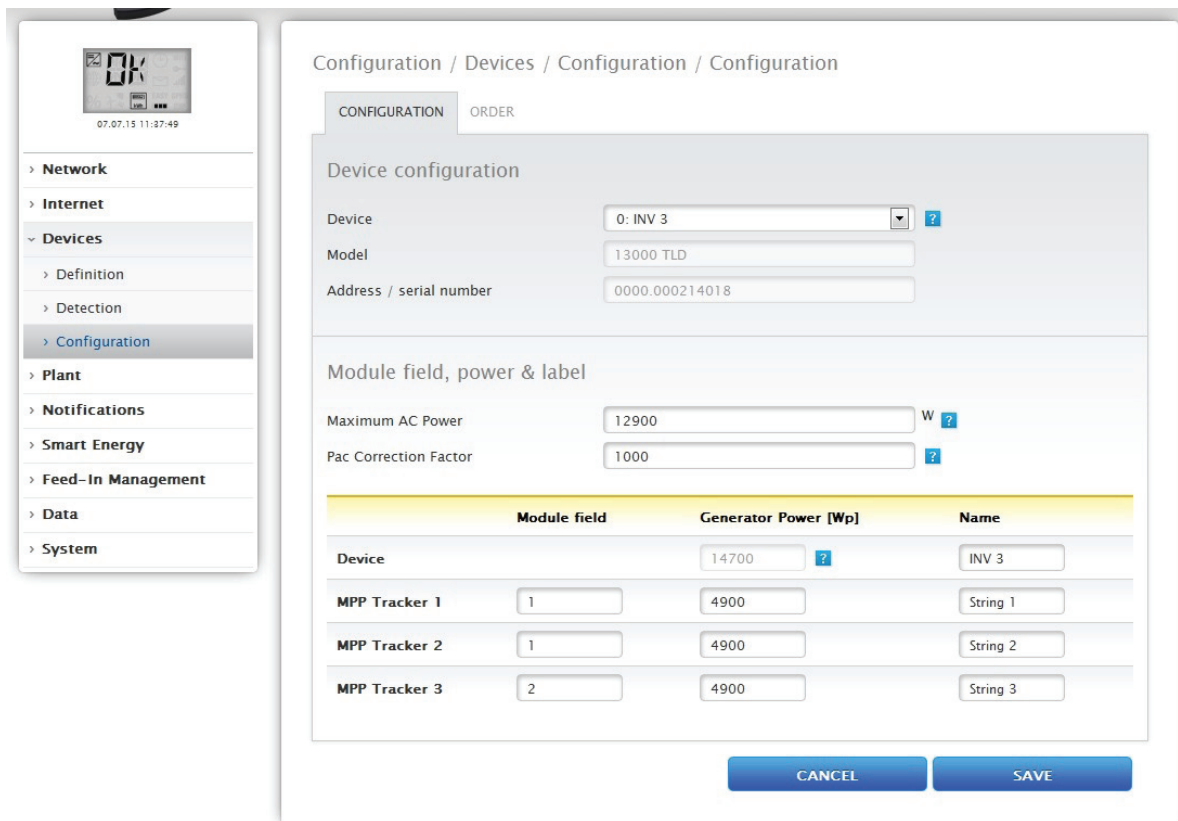 OK
07.07.15 11:37:49
Network
Internet
Devices
Definition
Detection
Configuration
Plant
Notifications
Smart Energy
Feed-In Management
Data
System
Configuration / Devices / Configuration / Configuration
CONFIGURATION ORDER
Device configuration
Device 0: INV 3 ?
Model 13000 TLD
Address / serial number 0000.000214018
Module field, power & label
Maximum AC Power 12900 W ?
Pac Correction Factor 1000 ?
Module field Generator Power [Wp] Name
Device 14700 ? INV 3
MPP Tracker 1 1 4900 String 1
MPP Tracker 2 1 4900 String 2
MPP Tracker 3 2 4900 String 3
CANCEL SAVE